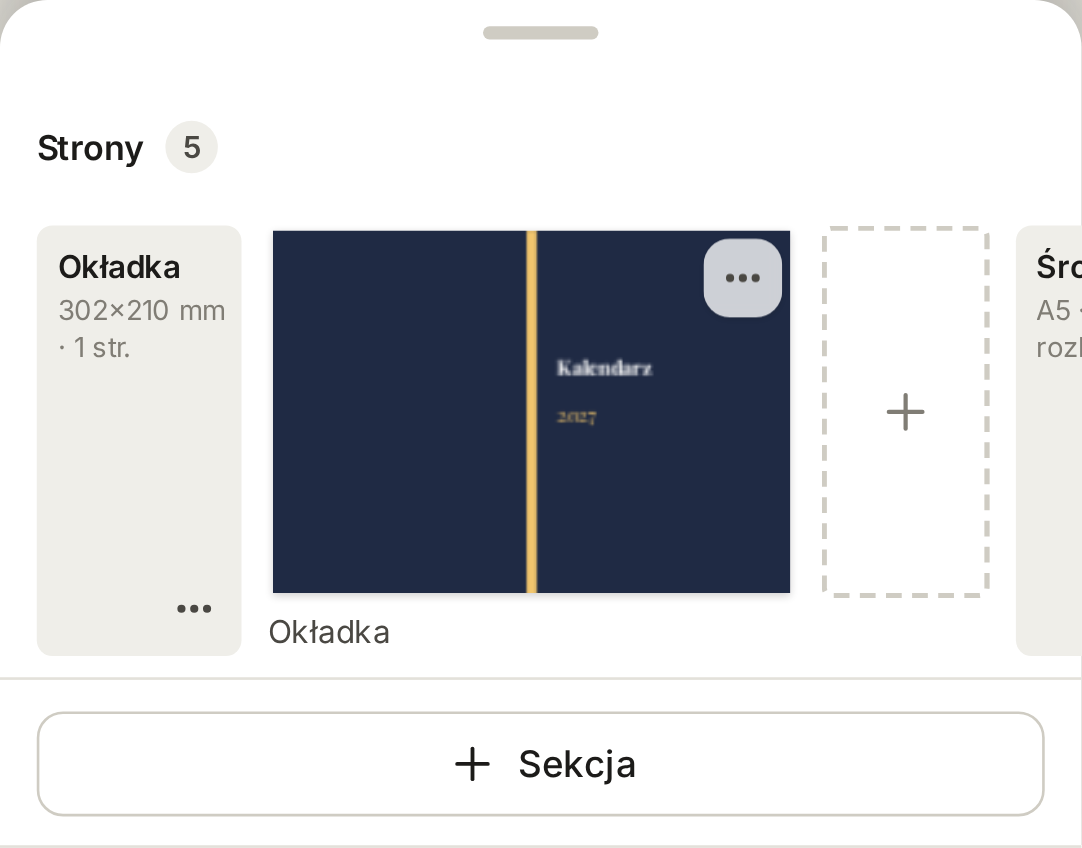 Strony 5
Okładka
302×210 mm
· 1 str.
Kalendarz
2027
Okładka
+ Sekcja
A5